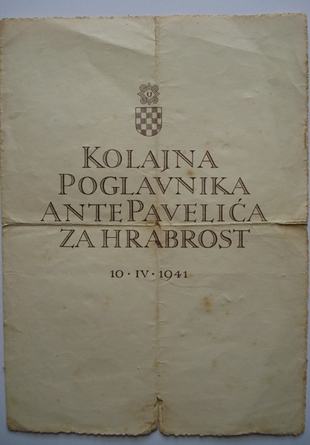 U
KOLAJNA
POGLAVNIKA
ANTE PAVELIĆA
ZA HRABROST
10 · IV · 1941